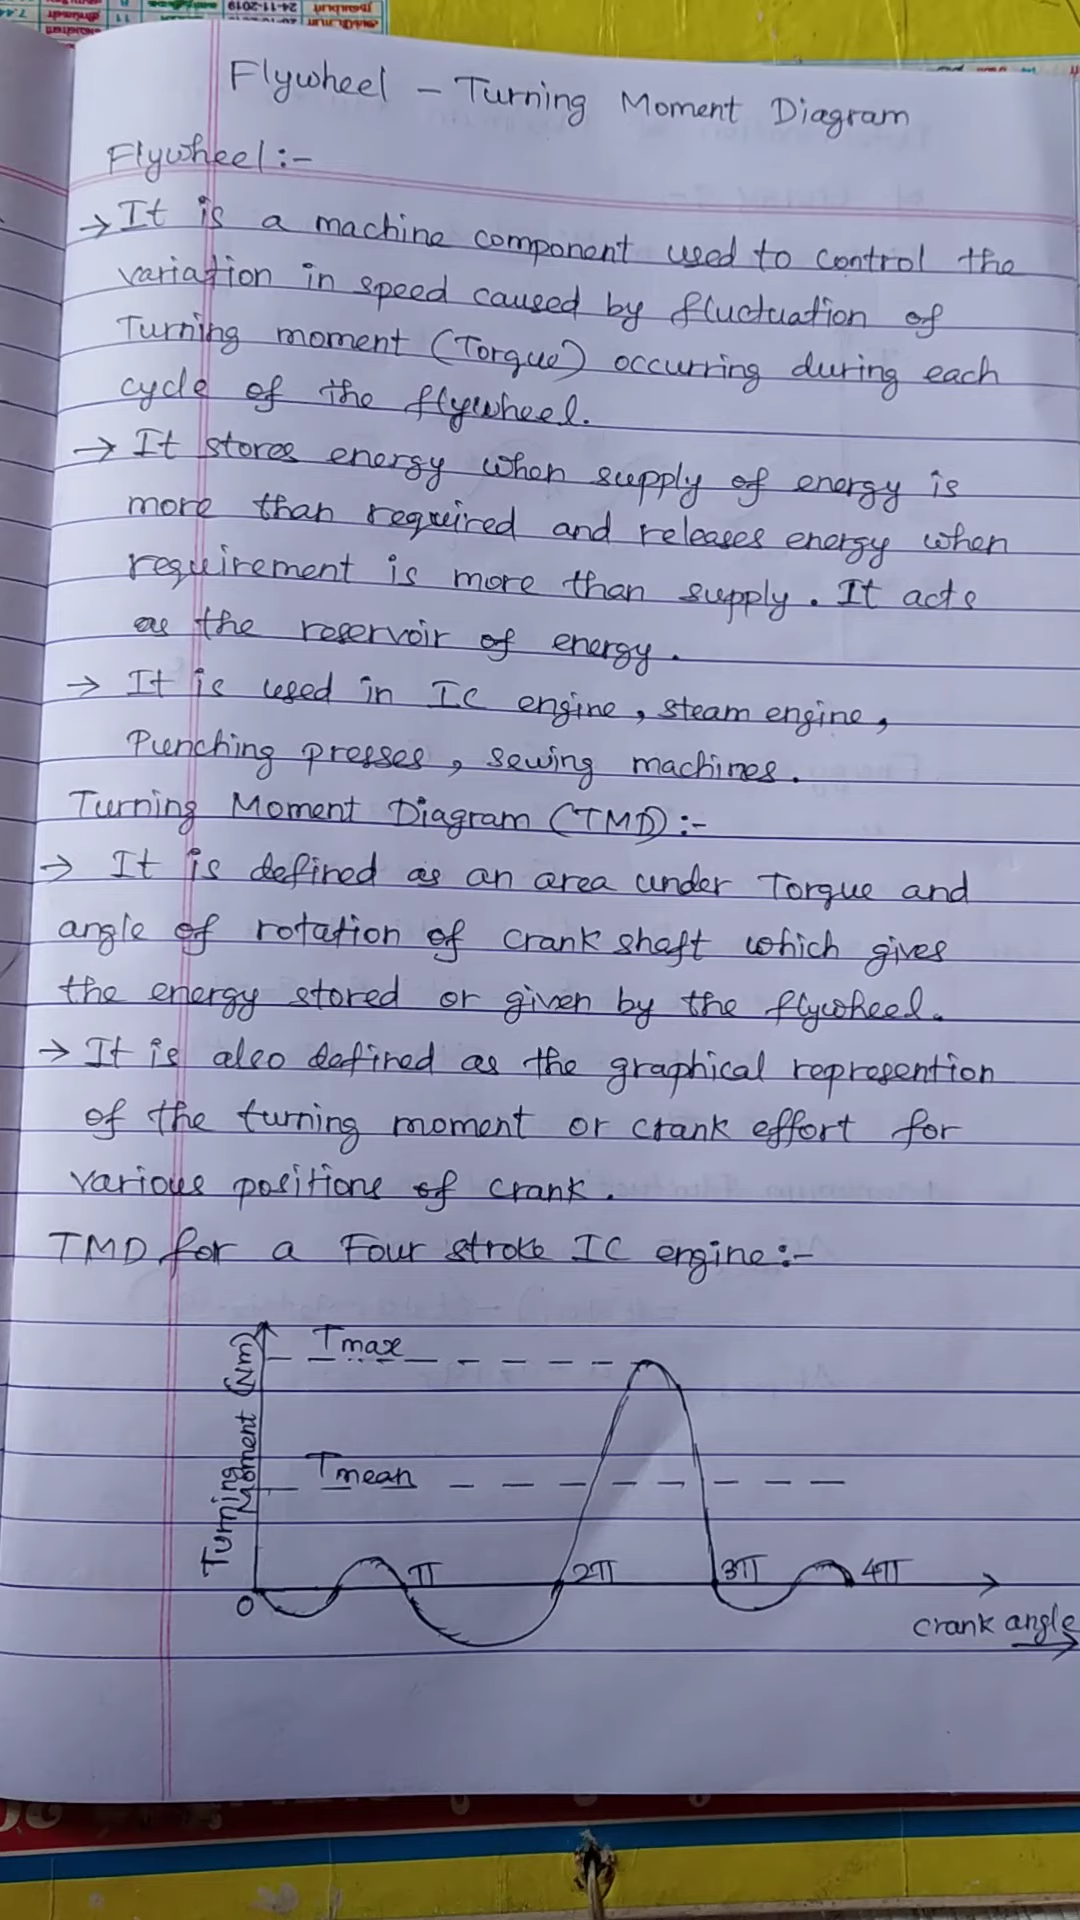 24-11-2019
11
Flywheel - Turning Moment Diagram
Flywheel :-
→ It is a machine component used to control the
variation in speed caused by fluctuation of
Turning moment (Torque) occurring during each
cycle of the flywheel.
→ It stores energy when supply of energy is
more than required and releases energy when
requirement is more than supply. It acts
as the reservoir of energy.
→ It is used in IC engine, steam engine,
Punching presses, sewing machines.
Turning Moment Diagram (TMD) :-
→ It is defined as an area under Torque and
angle of rotation of crank shaft which gives
the energy stored or given by the flywheel.
→ It is also defined as the graphical represention
of the turning moment or crank effort for
various positions of crank.
TMD for a Four stroke IC engine:-
Tmax
Turning Moment (Nm)
Tmean
0 π 2π 3π 4π
crank angle